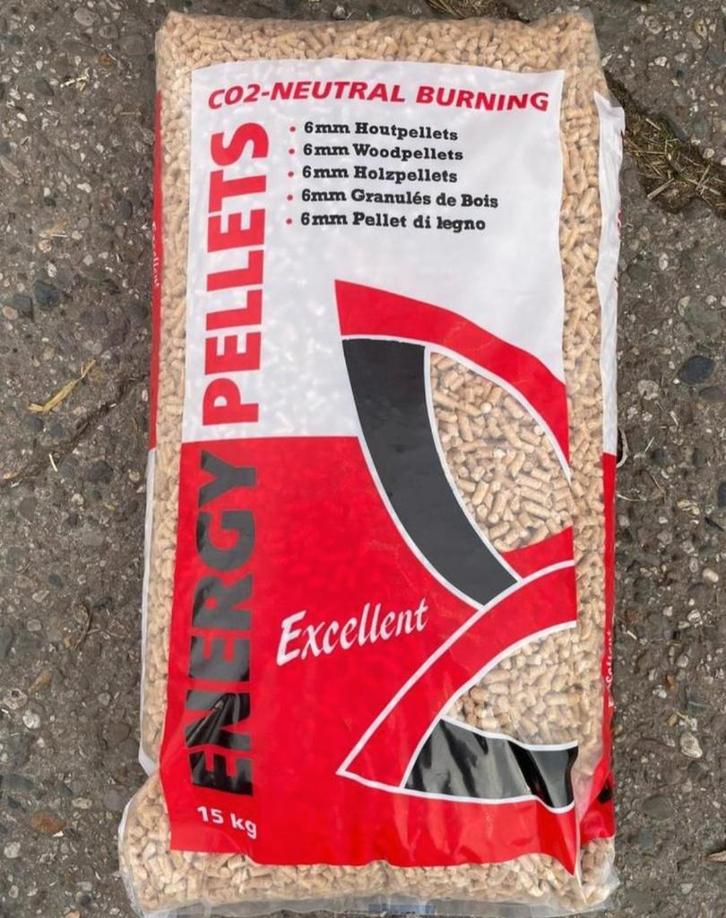 CO2-NEUTRAL BURNING
• 6mm Houtpellets
• 6mm Woodpellets
• 6mm Holzpellets
• 6mm Granulés de Bois
• 6mm Pellet di legno
ENERGY PELLETS
Excellent
15 kg